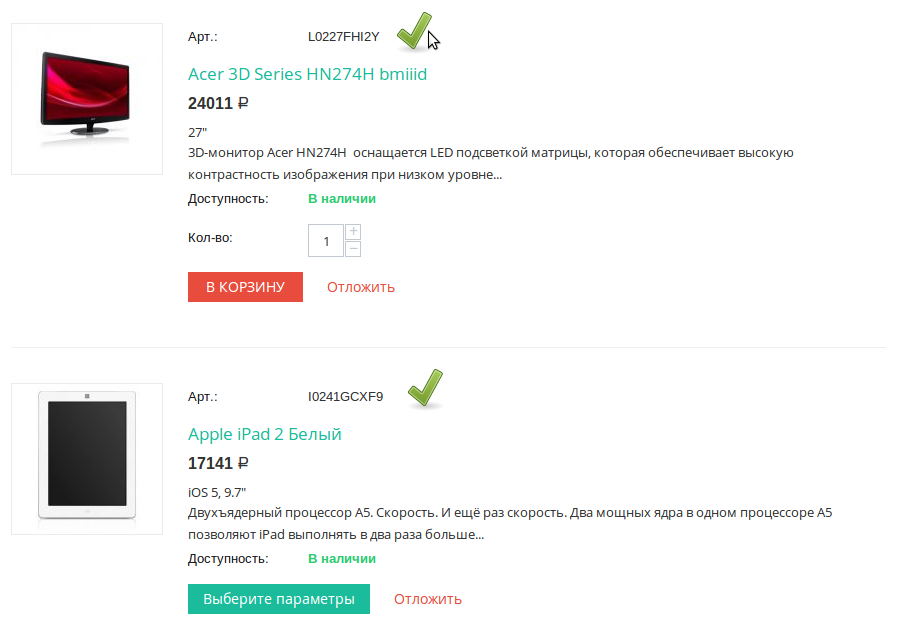 Арт.: L0227FHI2Y
Acer 3D Series HN274H bmiiid
24011 ₽
27"
3D-монитор Acer HN274H оснащается LED подсветкой матрицы, которая обеспечивает высокую
контрастность изображения при низком уровне...
Доступность: В наличии
Кол-во: 1 + −
В КОРЗИНУ Отложить
Арт.: I0241GCXF9
Apple iPad 2 Белый
17141 ₽
iOS 5, 9.7"
Двухъядерный процессор A5. Скорость. И ещё раз скорость. Два мощных ядра в одном процессоре A5
позволяют iPad выполнять в два раза больше...
Доступность: В наличии
Выберите параметры Отложить